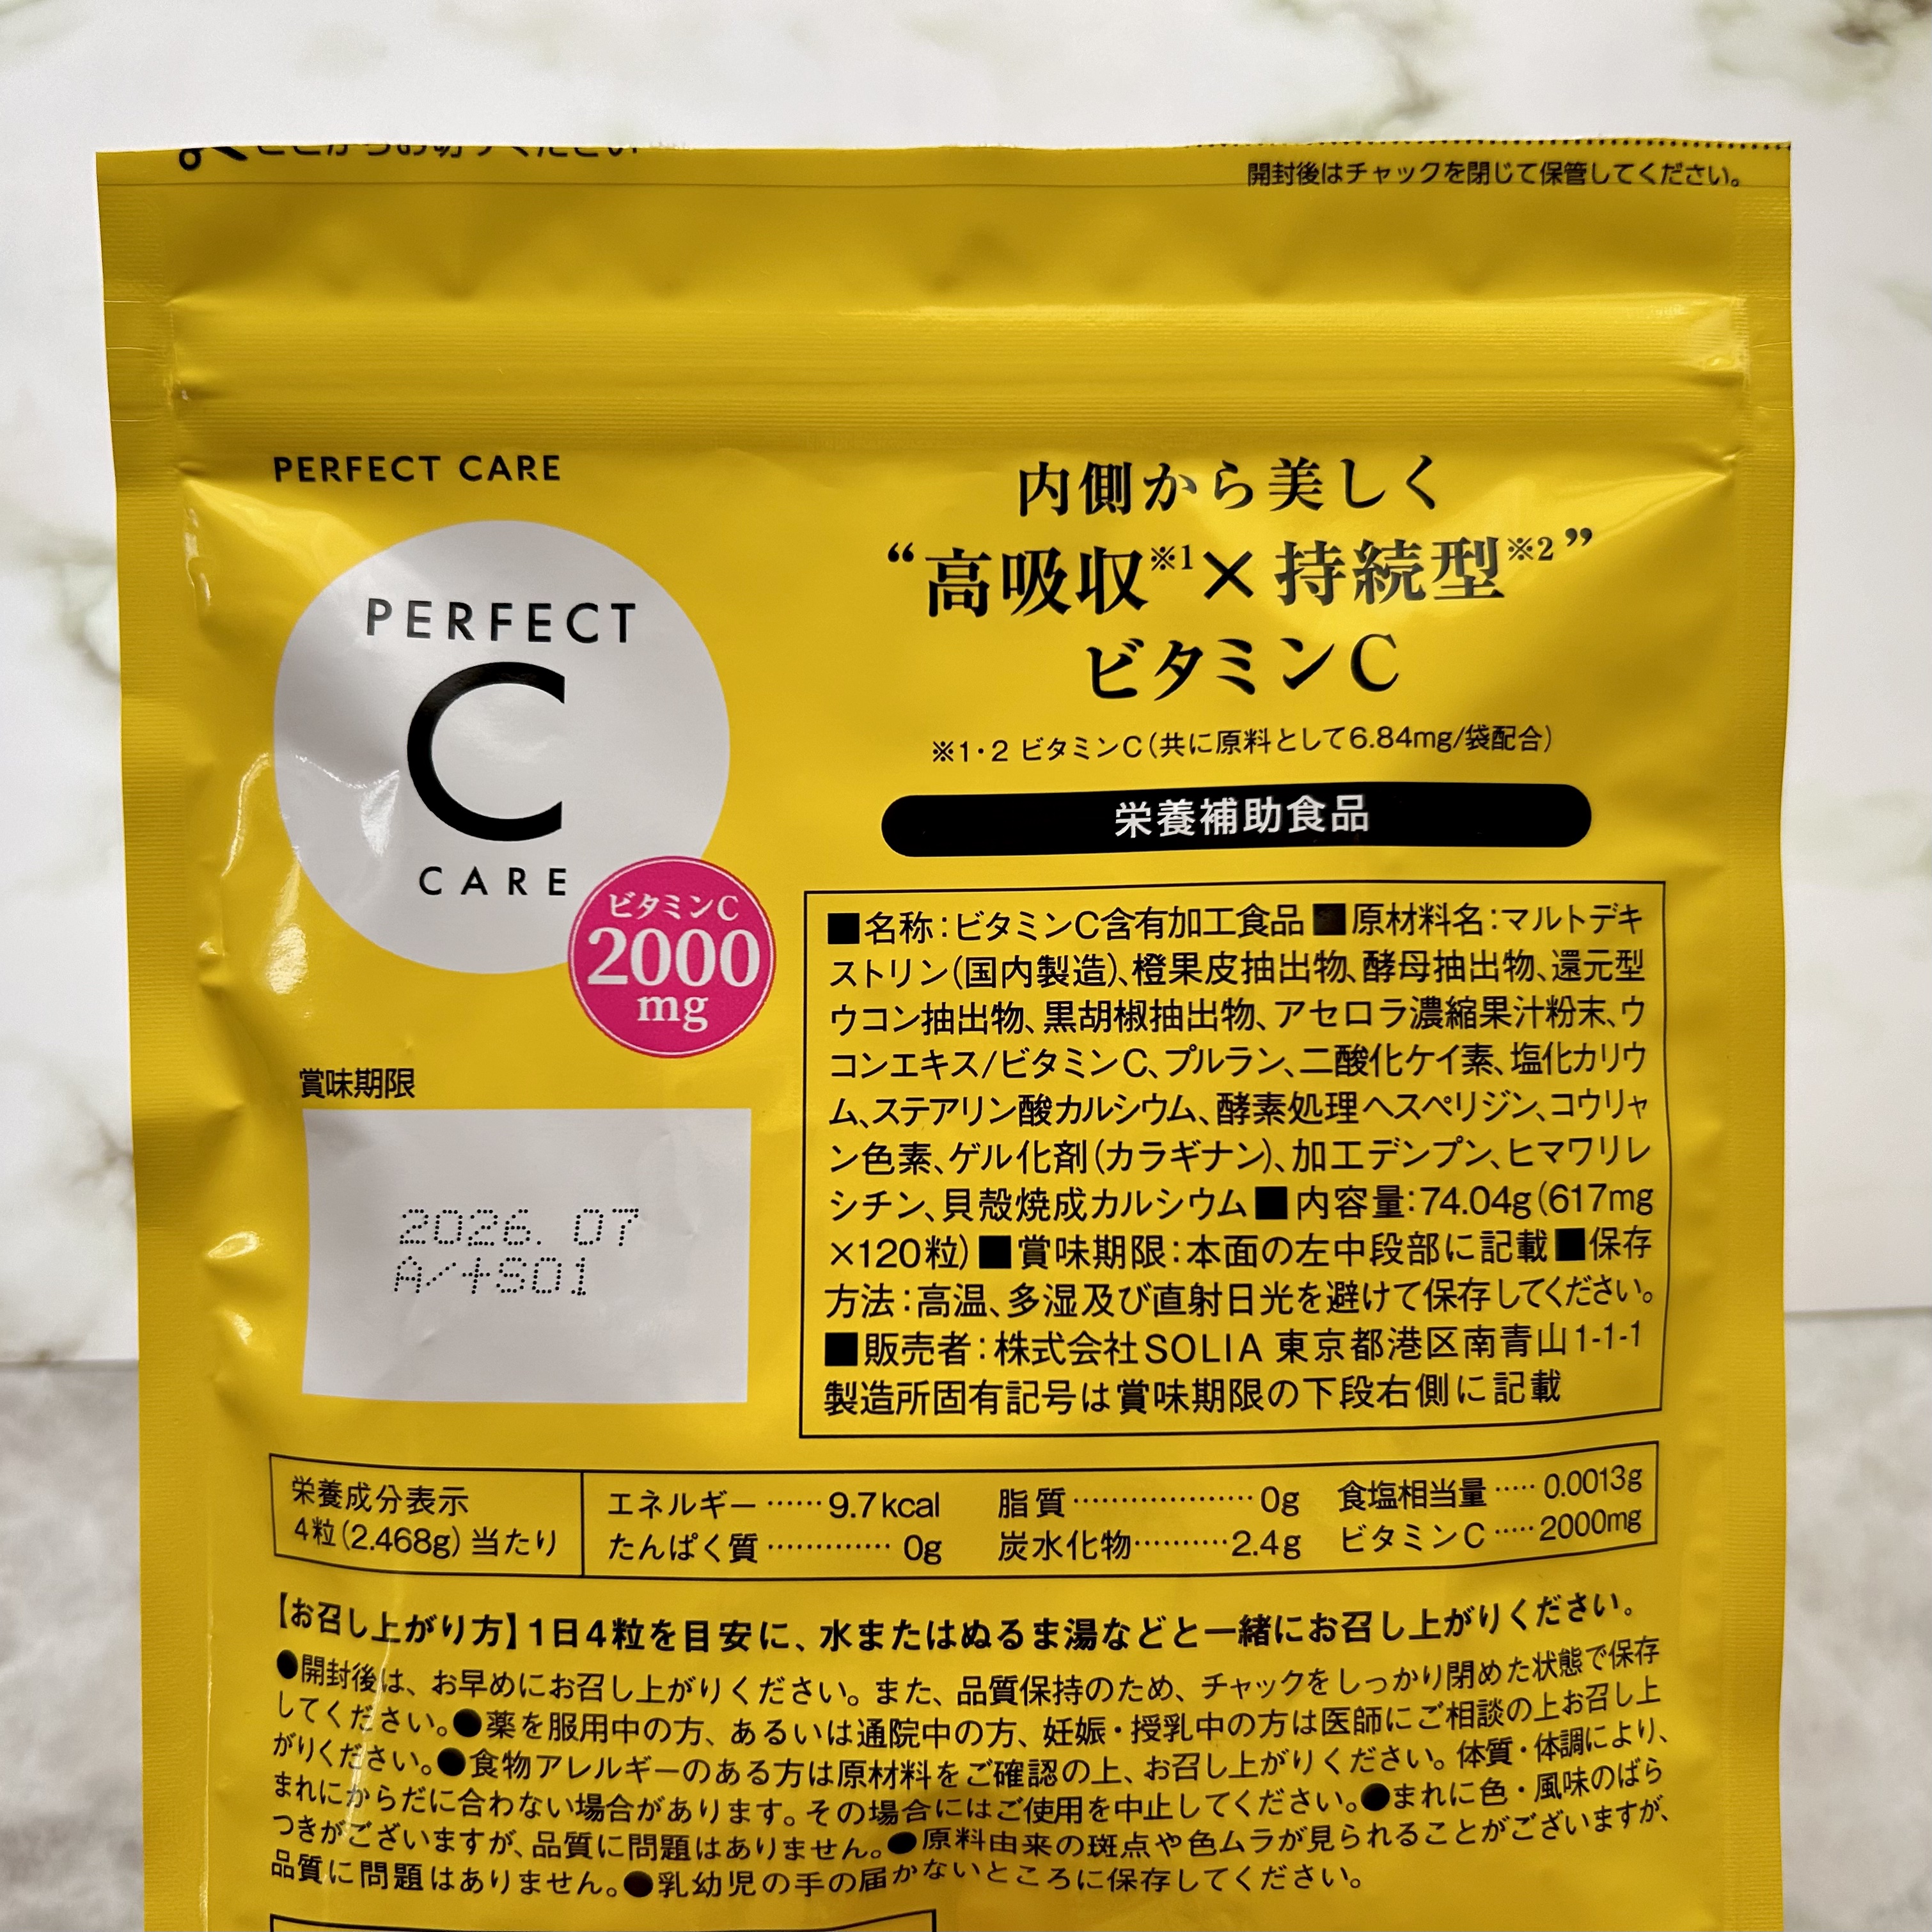 ここからお切りください
開封後はチャックを閉じて保管してください。
PERFECT CARE
PERFECT
C
CARE
ビタミンC
2000
mg
内側から美しく
“高吸収※1×持続型※2”
ビタミンC
※1・2 ビタミンC(共に原料として6.84mg/袋配合)
栄養補助食品
賞味期限
2026. 07
A/+S01
■名称:ビタミンC含有加工食品■原材料名:マルトデキ
ストリン(国内製造)、橙果皮抽出物、酵母抽出物、還元型
ウコン抽出物、黒胡椒抽出物、アセロラ濃縮果汁粉末、ウ
コンエキス/ビタミンC、プルラン、二酸化ケイ素、塩化カリウ
ム、ステアリン酸カルシウム、酵素処理ヘスペリジン、コウリャ
ン色素、ゲル化剤(カラギナン)、加工デンプン、ヒマワリレ
シチン、貝殻焼成カルシウム■内容量:74.04g(617mg
×120粒)■賞味期限:本面の左中段部に記載■保存
方法:高温、多湿及び直射日光を避けて保存してください。
■販売者:株式会社SOLIA 東京都港区南青山1-1-1
製造所固有記号は賞味期限の下段右側に記載
栄養成分表示
4粒(2.468g)当たり
エネルギー……9.7kcal 脂質…………………0g 食塩相当量……0.0013g
たんぱく質…………0g 炭水化物…………2.4g ビタミンC……2000mg
【お召し上がり方】1日4粒を目安に、水またはぬるま湯などと一緒にお召し上がりください。
●開封後は、お早めにお召し上がりください。また、品質保持のため、チャックをしっかり閉めた状態で保存
してください。●薬を服用中の方、あるいは通院中の方、妊娠・授乳中の方は医師にご相談の上お召し上
がりください。●食物アレルギーのある方は原材料をご確認の上、お召し上がりください。体質・体調により、
まれにからだに合わない場合があります。その場合にはご使用を中止してください。●まれに色・風味のばら
つきがございますが、品質に問題はありません。●原料由来の斑点や色ムラが見られることがございますが、
品質に問題はありません。●乳幼児の手の届かないところに保存してください。